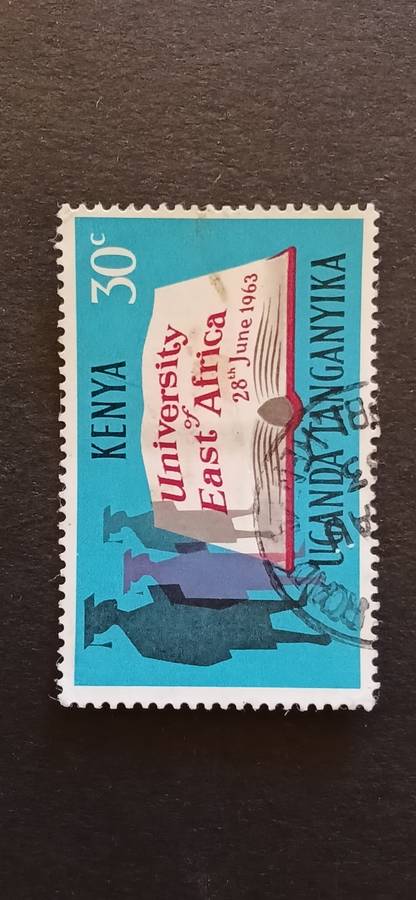 KENYA 30c
University
of
East Africa
28th June 1963
UGANDA TANGANYIKA